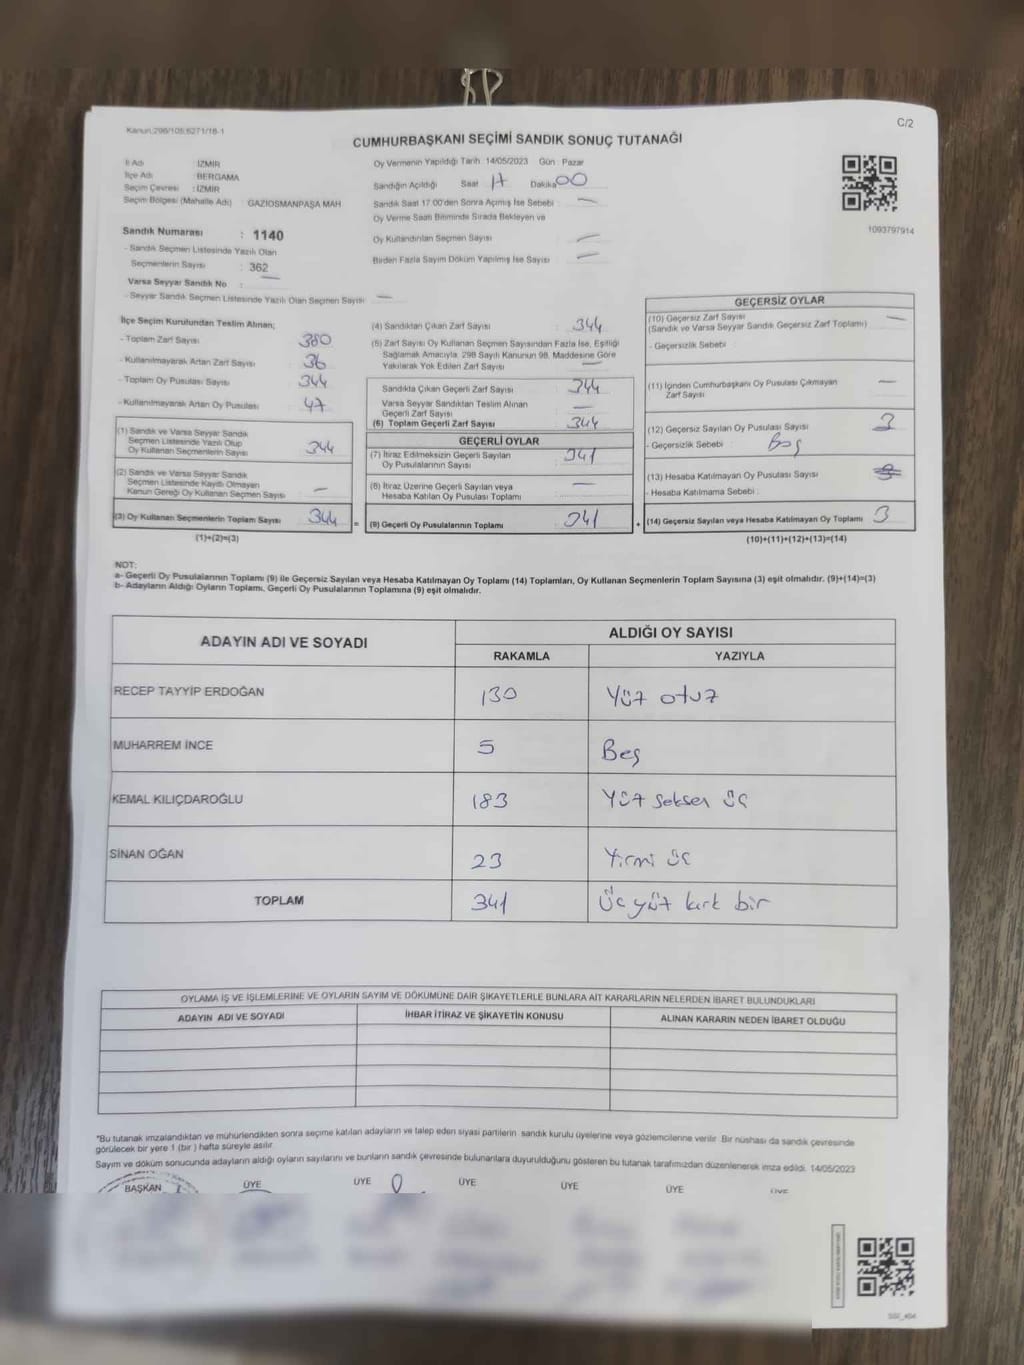 Kanun:298/105,6271/18-1
C/2
CUMHURBAŞKANI SEÇİMİ SANDIK SONUÇ TUTANAĞI
İl Adı : İZMİR
İlçe Adı : BERGAMA
Seçim Çevresi : İZMİR
Seçim Bölgesi (Mahalle Adı) : GAZİOSMANPAŞA MAH
Sandık Numarası : 1140
- Sandık Seçmen Listesinde Yazılı Olan
Seçmenlerin Sayısı : 362
Varsa Seyyar Sandık No : —
- Seyyar Sandık Seçmen Listesinde Yazılı Olan Seçmen Sayısı —
Oy Vermenin Yapıldığı Tarih 14/05/2023 Gün Pazar
Sandığın Açıldığı Saat 17 Dakika 00
Sandık Saat 17:00'den Sonra Açımış İse Sebebi : —
Oy Verme Saati Bitiminde Sırada Bekleyen ve
Oy Kullandırılan Seçmen Sayısı —
Birden Fazla Sayım Döküm Yapılmış İse Sayısı —
1093797914
İlçe Seçim Kurulundan Teslim Alınan;
- Toplam Zarf Sayısı : 380
- Kullanılmayarak Artan Zarf Sayısı : 36
- Toplam Oy Pusulası Sayısı : 344
- Kullanılmayarak Artan Oy Pusulası : 47
(1) Sandık ve Varsa Seyyar Sandık
Seçmen Listesinde Yazılı Olup
Oy Kullanan Seçmenlerin Sayısı 344
(2) Sandık ve Varsa Seyyar Sandık
Seçmen Listesinde Kayıtlı Olmayan
Kanun Gereği Oy Kullanan Seçmen Sayısı —
(3) Oy Kullanan Seçmenlerin Toplam Sayısı 344
(1)+(2)=(3)
(4) Sandıktan Çıkan Zarf Sayısı : 344
(5) Zarf Sayısı Oy Kullanan Seçmen Sayısından Fazla İse, Eşitliği
Sağlamak Amacıyla, 298 Sayılı Kanunun 98. Maddesine Göre
Yakılarak Yok Edilen Zarf Sayısı —
Sandıkta Çıkan Geçerli Zarf Sayısı : 344
Varsa Seyyar Sandıktan Teslim Alınan
Geçerli Zarf Sayısı —
(6) Toplam Geçerli Zarf Sayısı : 344
GEÇERLİ OYLAR
(7) İtiraz Edilmeksizin Geçerli Sayılan
Oy Pusulalarının Sayısı : 341
(8) İtiraz Üzerine Geçerli Sayılan veya
Hesaba Katılan Oy Pusulası Toplamı —
= (9) Geçerli Oy Pusulalarının Toplamı 341
GEÇERSİZ OYLAR
(10) Geçersiz Zarf Sayısı —
(Sandık ve Varsa Seyyar Sandık Geçersiz Zarf Toplamı)
- Geçersizlik Sebebi :
(11) İçinden Cumhurbaşkanı Oy Pusulası Çıkmayan
Zarf Sayısı —
(12) Geçersiz Sayılan Oy Pusulası Sayısı 3
- Geçersizlik Sebebi : Boş
(13) Hesaba Katılmayan Oy Pusulası Sayısı
- Hesaba Katılmama Sebebi :
+ (14) Geçersiz Sayılan veya Hesaba Katılmayan Oy Toplamı 3
(10)+(11)+(12)+(13)=(14)
NOT:
a- Geçerli Oy Pusulalarının Toplamı (9) ile Geçersiz Sayılan veya Hesaba Katılmayan Oy Toplamı (14) Toplamları, Oy Kullanan Seçmenlerin Toplam Sayısına (3) eşit olmalıdır. (9)+(14)=(3)
b- Adayların Aldığı Oyların Toplamı, Geçerli Oy Pusulalarının Toplamına (9) eşit olmalıdır.
ADAYIN ADI VE SOYADI
ALDIĞI OY SAYISI
RAKAMLA YAZIYLA
RECEP TAYYİP ERDOĞAN 130 Yüz otuz
MUHARREM İNCE 5 Beş
KEMAL KILIÇDAROĞLU 183 Yüz seksen üç
SİNAN OĞAN 23 Yirmi üç
TOPLAM 341 Üç yüz kırk bir
OYLAMA İŞ VE İŞLEMLERİNE VE OYLARIN SAYIM VE DÖKÜMÜNE DAİR ŞİKAYETLERLE BUNLARA AİT KARARLARIN NELERDEN İBARET BULUNDUKLARI
ADAYIN ADI VE SOYADI İHBAR İTİRAZ VE ŞİKAYETİN KONUSU ALINAN KARARIN NEDEN İBARET OLDUĞU
*Bu tutanak imzalandıktan ve mühürlendikten sonra seçime katılan adayların ve talep eden siyasi partilerin sandık kurulu üyelerine veya gözlemcilerine verilir. Bir nüshası da sandık çevresinde
görülecek bir yere 1 (bir) hafta süreyle asılır.
Sayım ve döküm sonucunda adayların aldığı oyların sayılarını ve bunların sandık çevresinde bulunanlara duyurulduğunu gösteren bu tutanak tarafımızdan düzenlenerek imza edildi. 14/05/2023
BAŞKAN ÜYE ÜYE ÜYE ÜYE ÜYE ÜYE